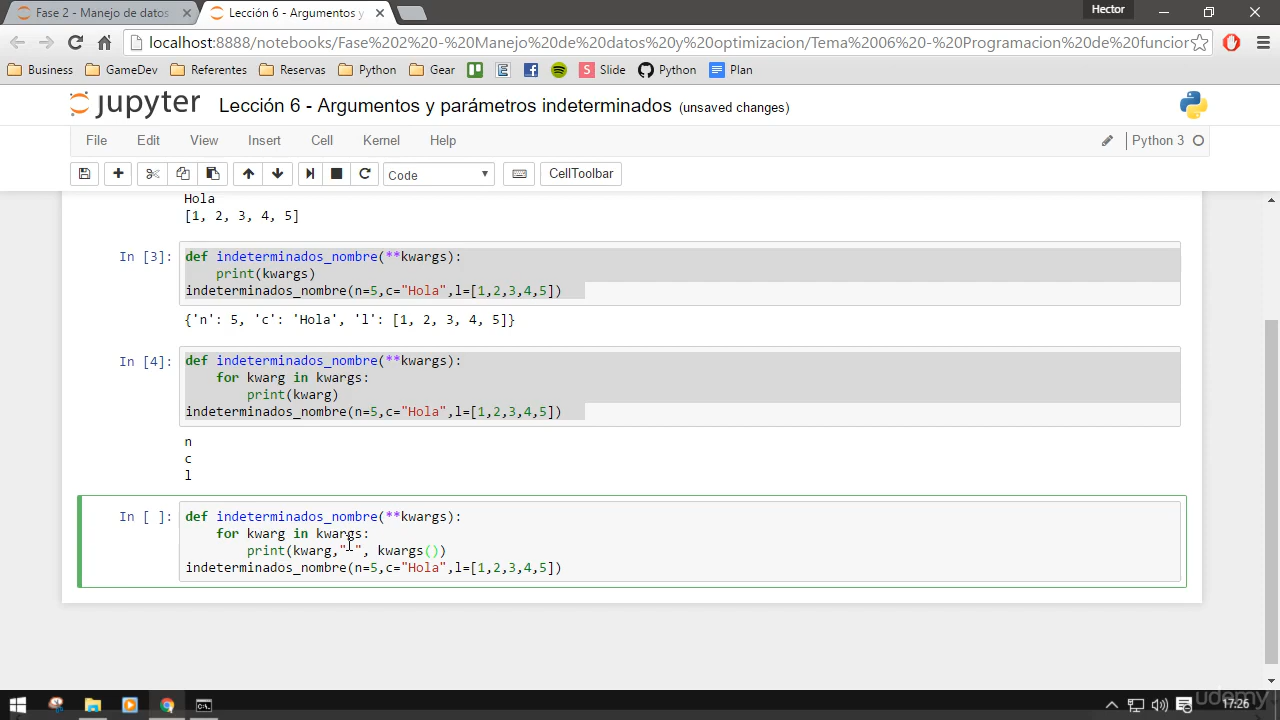 Fase 2 - Manejo de datos
Lección 6 - Argumentos y
Hector
localhost:8888/notebooks/Fase%202%20-%20Manejo%20de%20datos%20y%20optimizacion/Tema%2006%20-%20Programacion%20de%20funcior
Business GameDev Referentes Reservas Python Gear Slide Python Plan
jupyter Lección 6 - Argumentos y parámetros indeterminados (unsaved changes)
File Edit View Insert Cell Kernel Help Python 3
Code CellToolbar
Hola
[1, 2, 3, 4, 5]
In [3]: def indeterminados_nombre(**kwargs):
print(kwargs)
indeterminados_nombre(n=5,c="Hola",l=[1,2,3,4,5])
{'n': 5, 'c': 'Hola', 'l': [1, 2, 3, 4, 5]}
In [4]: def indeterminados_nombre(**kwargs):
for kwarg in kwargs:
print(kwarg)
indeterminados_nombre(n=5,c="Hola",l=[1,2,3,4,5])
n
c
l
In [ ]: def indeterminados_nombre(**kwargs):
for kwarg in kwargs:
print(kwarg," ", kwargs())
indeterminados_nombre(n=5,c="Hola",l=[1,2,3,4,5])
udemy
17:26